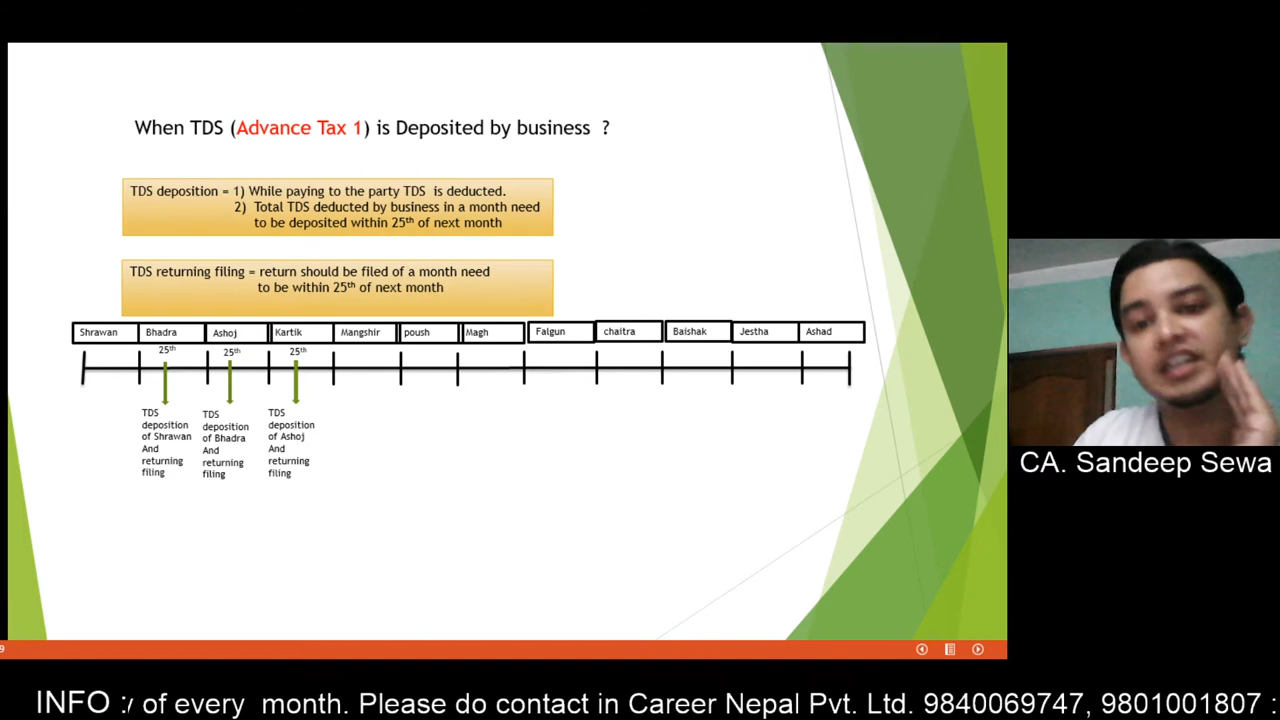 When TDS (Advance Tax 1) is Deposited by business ?
TDS deposition = 1) While paying to the party TDS is deducted.
2) Total TDS deducted by business in a month need
to be deposited within 25th of next month
TDS returning filing = return should be filed of a month need
to be within 25th of next month
Shrawan Bhadra Ashoj Kartik Mangshir poush Magh Falgun chaitra Baishak Jestha Ashad
25th 25th 25th
TDS
deposition
of Shrawan
And
returning
filing
TDS
deposition
of Bhadra
And
returning
filing
TDS
deposition
of Ashoj
And
returning
filing
CA. Sandeep Sewa
9
INFO : y of every month. Please do contact in Career Nepal Pvt. Ltd. 9840069747, 9801001807 :